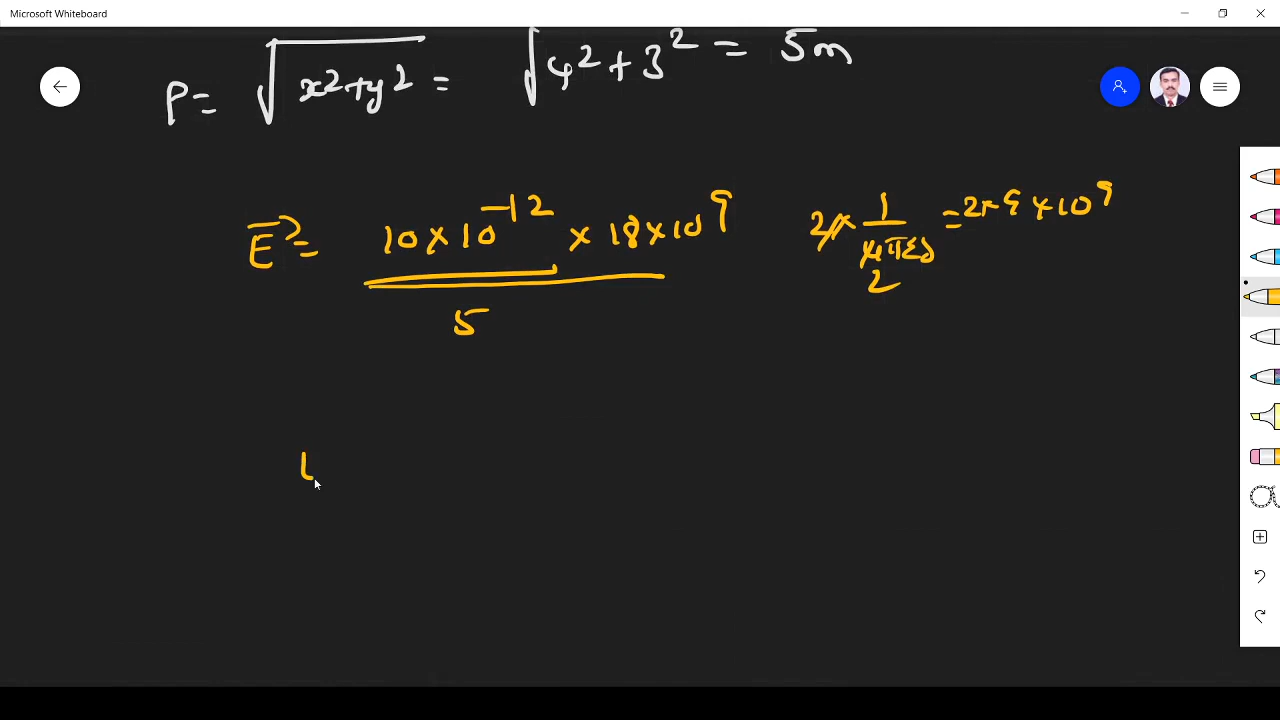 Microsoft Whiteboard
ρ = √(x²+y²) = √(4²+3²) = 5m
E⃗ = (10×10⁻¹² × 18×10⁹) / 5
2 × 1/(4πε₀) = 2×9×10⁹
2